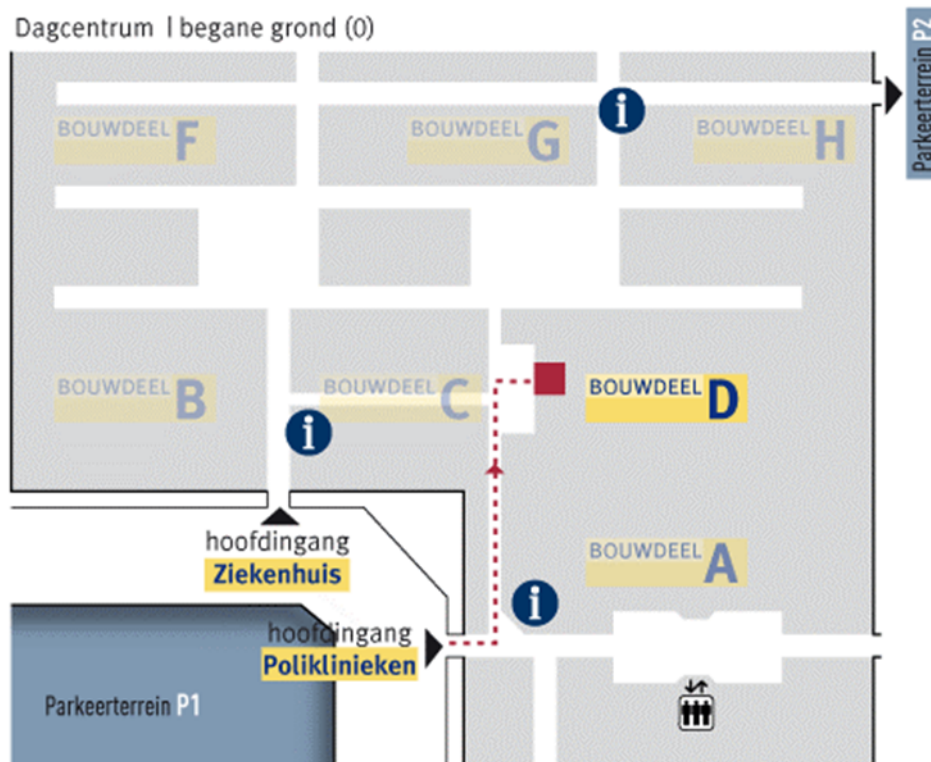 Dagcentrum | begane grond (0)
Parkeerterrein P2
BOUWDEEL F
BOUWDEEL G
BOUWDEEL H
i
BOUWDEEL B
BOUWDEEL C
BOUWDEEL D
i
hoofdingang
Ziekenhuis
BOUWDEEL A
i
hoofdingang
Poliklinieken
Parkeerterrein P1